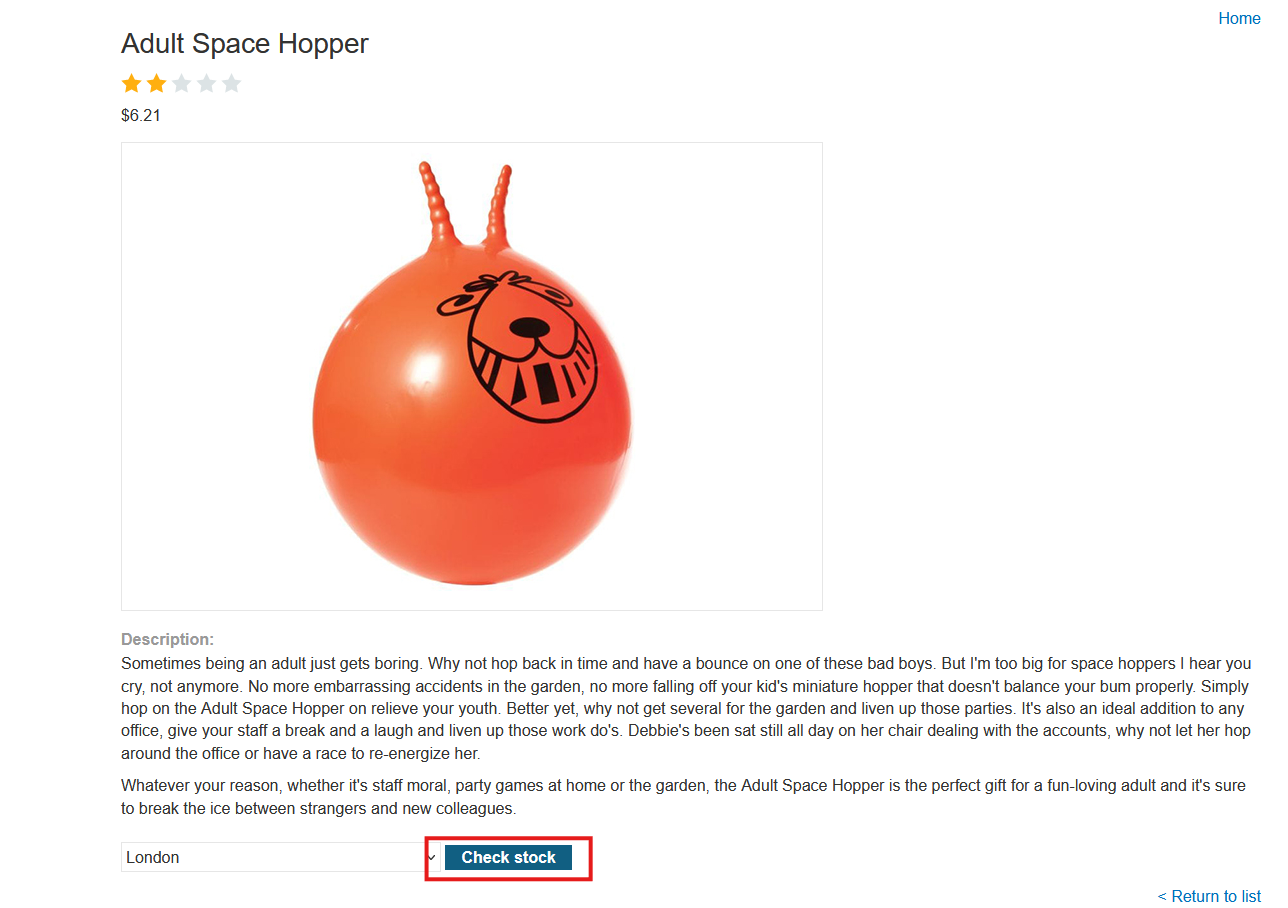 Home
Adult Space Hopper
$6.21
Description:
Sometimes being an adult just gets boring. Why not hop back in time and have a bounce on one of these bad boys. But I'm too big for space hoppers I hear you
cry, not anymore. No more embarrassing accidents in the garden, no more falling off your kid's miniature hopper that doesn't balance your bum properly. Simply
hop on the Adult Space Hopper on relieve your youth. Better yet, why not get several for the garden and liven up those parties. It's also an ideal addition to any
office, give your staff a break and a laugh and liven up those work do's. Debbie's been sat still all day on her chair dealing with the accounts, why not let her hop
around the office or have a race to re-energize her.
Whatever your reason, whether it's staff moral, party games at home or the garden, the Adult Space Hopper is the perfect gift for a fun-loving adult and it's sure
to break the ice between strangers and new colleagues.
London
Check stock
< Return to list